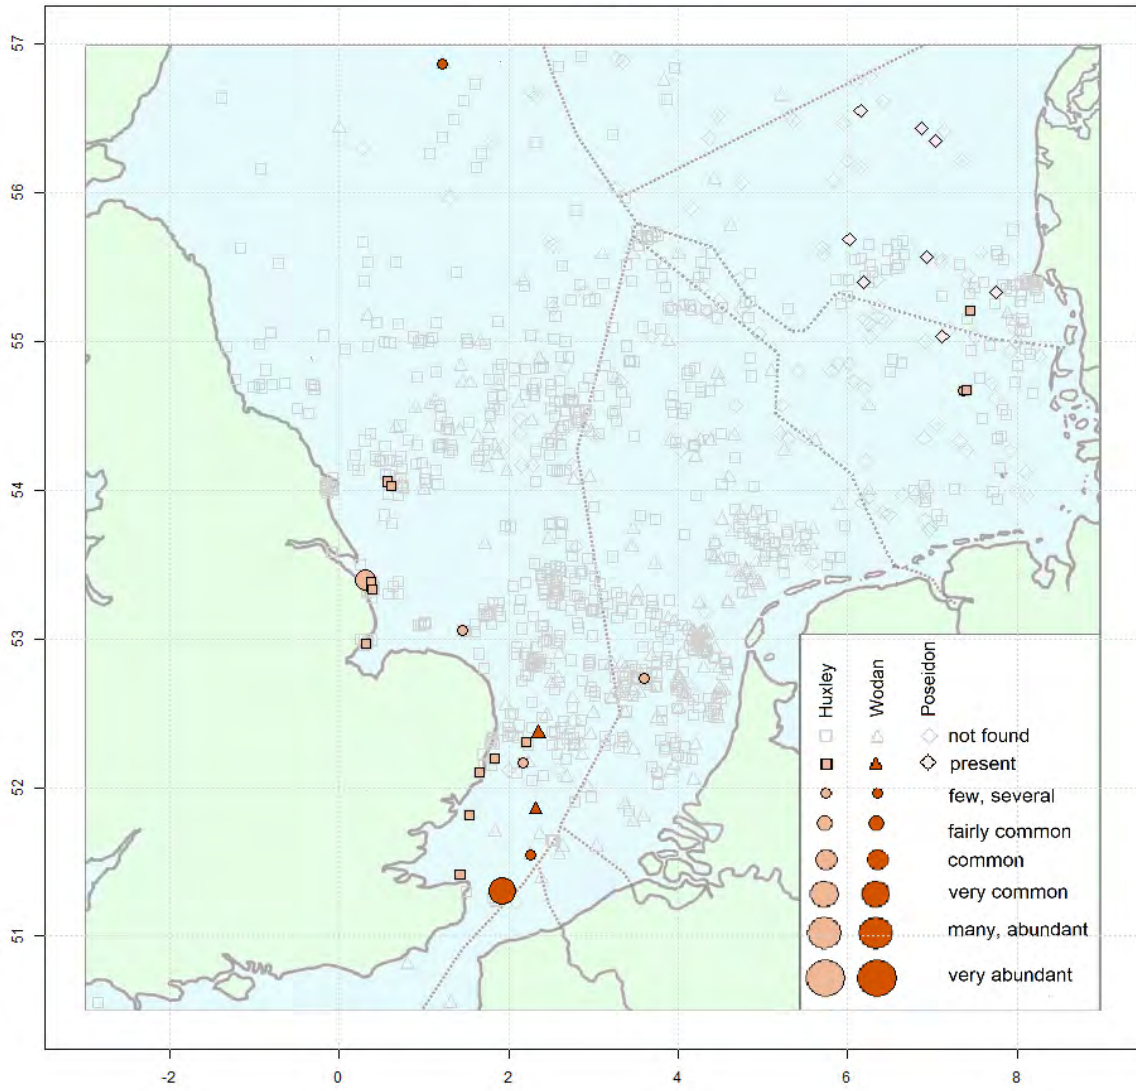 57
56
55
54
53
52
51
-2
0
2
4
6
8
Huxley
Wodan
Poseidon
not found
present
few, several
fairly common
common
very common
many, abundant
very abundant